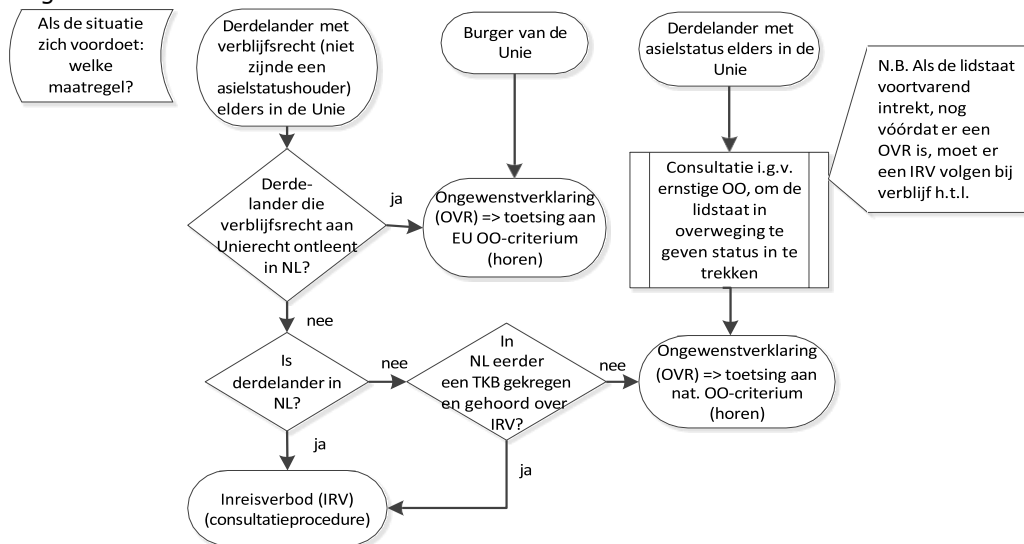 Als de situatie
zich voordoet:
welke
maatregel?
Derdelander met
verblijfsrecht (niet
zijnde een
asielstatushouder)
elders in de Unie
Burger van de
Unie
Derdelander met
asielstatus elders in de
Unie
N.B. Als de lidstaat
voortvarend
intrekt, nog
vóórdat er een
OVR is, moet er
een IRV volgen bij
verblijf h.t.l.
Derde-
lander die
verblijfsrecht aan
Unierecht ontleent
in NL?
ja
Ongewenstverklaring
(OVR) => toetsing aan
EU OO-criterium
(horen)
Consultatie i.g.v.
ernstige OO, om de
lidstaat in
overweging te
geven status in te
trekken
nee
Is
derdelander in
NL?
nee
In
NL eerder
een TKB gekregen
en gehoord over
IRV?
nee
Ongewenstverklaring
(OVR) => toetsing aan
nat. OO-criterium
(horen)
ja
ja
Inreisverbod (IRV)
(consultatieprocedure)